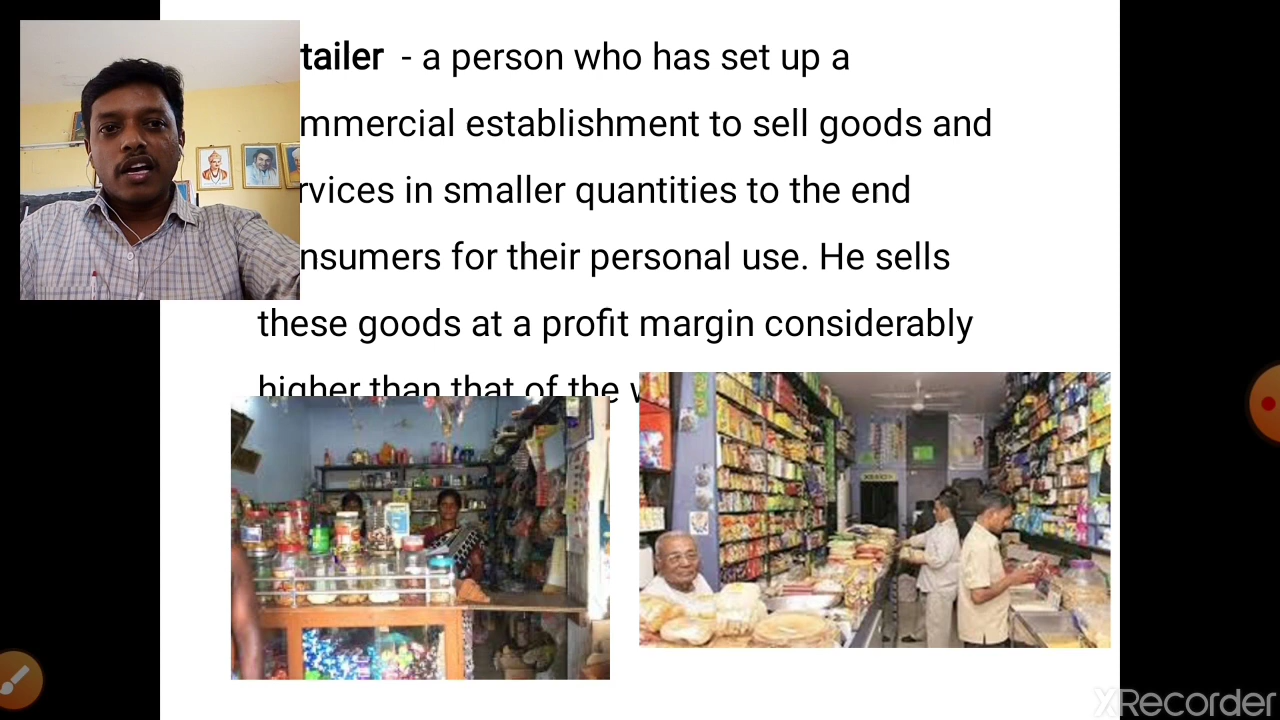 tailer - a person who has set up a
mmercial establishment to sell goods and
rvices in smaller quantities to the end
nsumers for their personal use. He sells
these goods at a profit margin considerably
higher than that of the
XRecorder